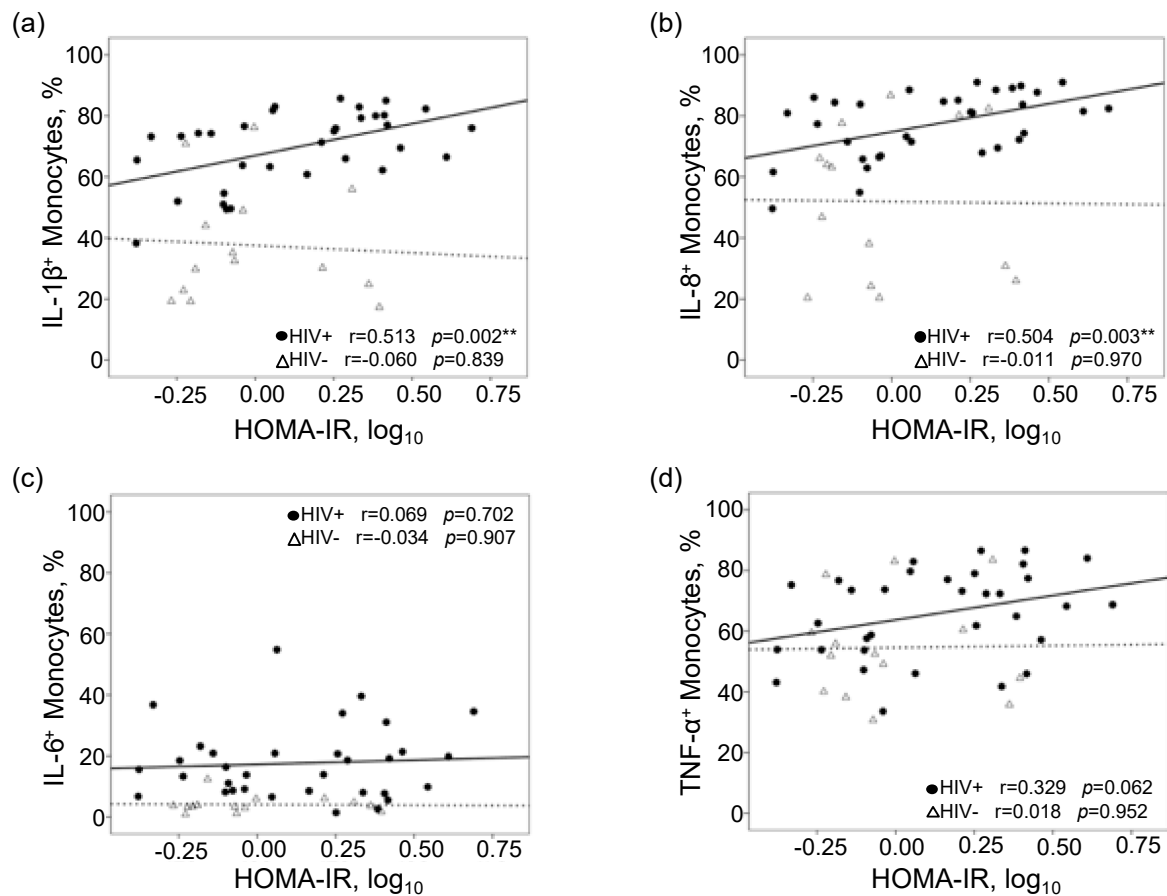 (a)
100
80
60
40
20
0
IL-1β+ Monocytes, %
●HIV+ r=0.513 p=0.002**
△HIV- r=-0.060 p=0.839
-0.25 0.00 0.25 0.50 0.75
HOMA-IR, log10
(b)
100
80
60
40
20
0
IL-8+ Monocytes, %
●HIV+ r=0.504 p=0.003**
△HIV- r=-0.011 p=0.970
-0.25 0.00 0.25 0.50 0.75
HOMA-IR, log10
(c)
100
80
60
40
20
0
IL-6+ Monocytes, %
●HIV+ r=0.069 p=0.702
△HIV- r=-0.034 p=0.907
-0.25 0.00 0.25 0.50 0.75
HOMA-IR, log10
(d)
100
80
60
40
20
0
TNF-α+ Monocytes, %
●HIV+ r=0.329 p=0.062
△HIV- r=0.018 p=0.952
-0.25 0.00 0.25 0.50 0.75
HOMA-IR, log10